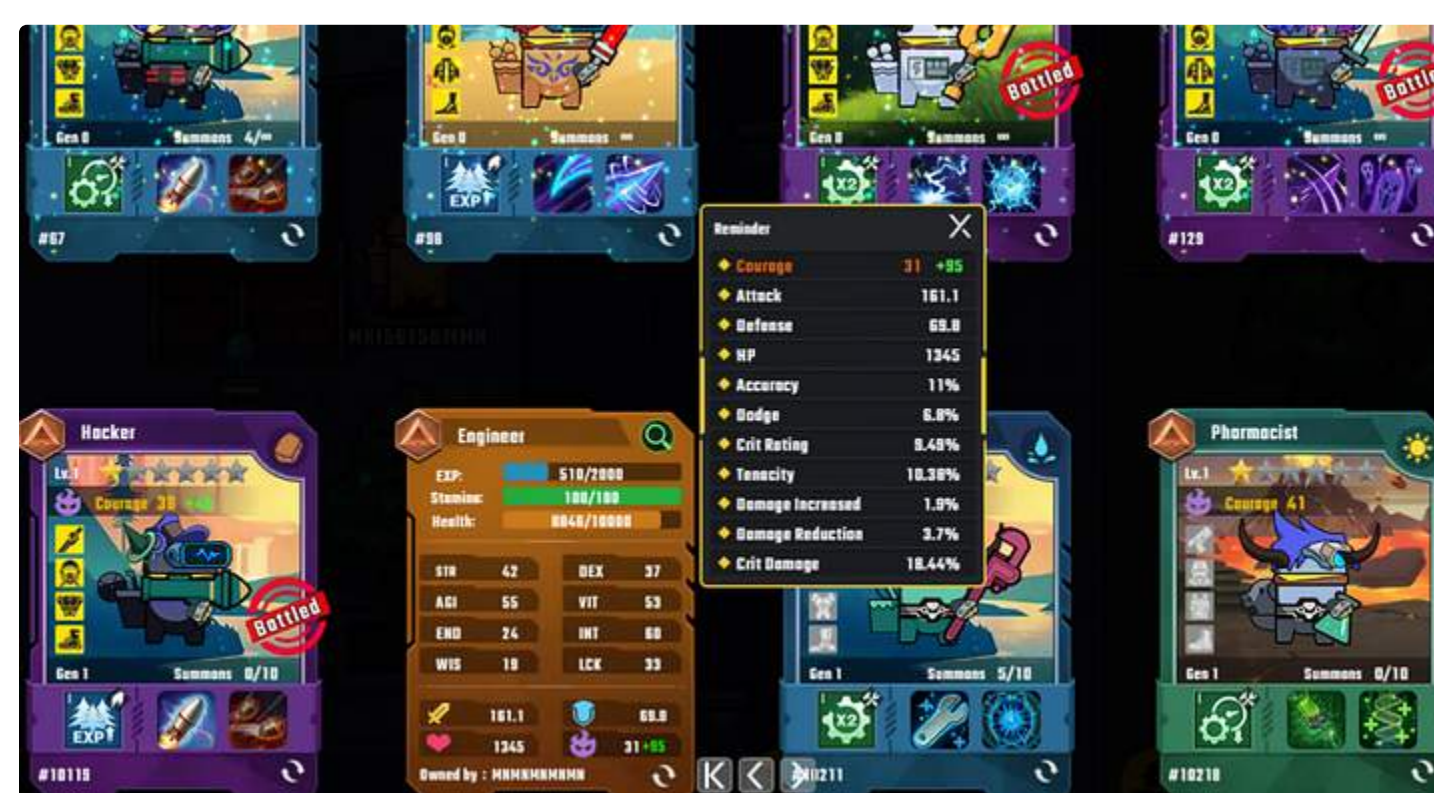 Battled
Battle
Gen 0 Summons 4/∞
Gen 0 Summons ∞
Gen 0 Summons ∞
Gen 0 Summons ∞
EXP
X2
X2
#67
#98
#129
Reminder
Courage 31 +95
Attack 161.1
Defense 69.8
HP 1345
Accuracy 11%
Dodge 6.8%
Crit Rating 9.49%
Tenacity 10.38%
Damage Increased 1.9%
Damage Reduction 3.7%
Crit Damage 18.44%
Hacker
Lv.1
Courage
Battled
Gen 1 Summons 0/10
EXP
#10119
Engineer
EXP: 510/2000
Stamina: 100/100
Health:
STR 42 DEX 37
AGI 55 VIT 53
END 24 INT 60
WIS 19 LCK 33
161.1 69.8
1345 31+95
Owned by : MNMNMNMNMN
Gen 1 Summons 5/10
X2
Pharmacist
Lv.1
Courage 41
Gen 1 Summons 0/10
#10218